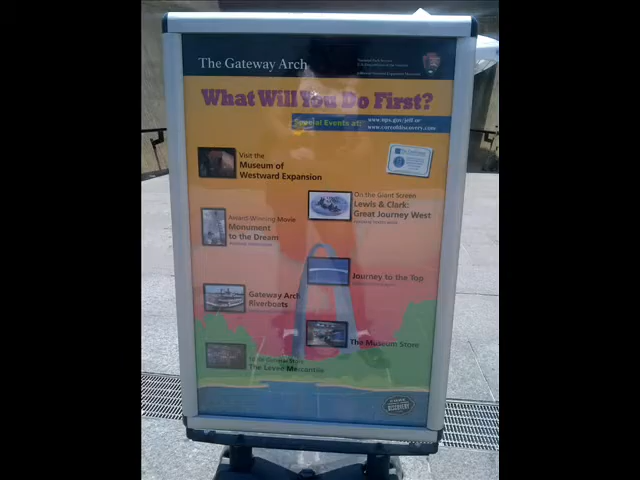 The Gateway Arch
What Will You Do First?
Special Events at:
www.nps.gov/jeff or
www.corediscovery.com
Visit the
Museum of
Westward Expansion
On the Giant Screen
Lewis & Clark:
Great Journey West
Award Winning Movie
Monument
to the Dream
Journey to the Top
Gateway Arch
Riverboats
The Museum Store
The Levee Mercantile